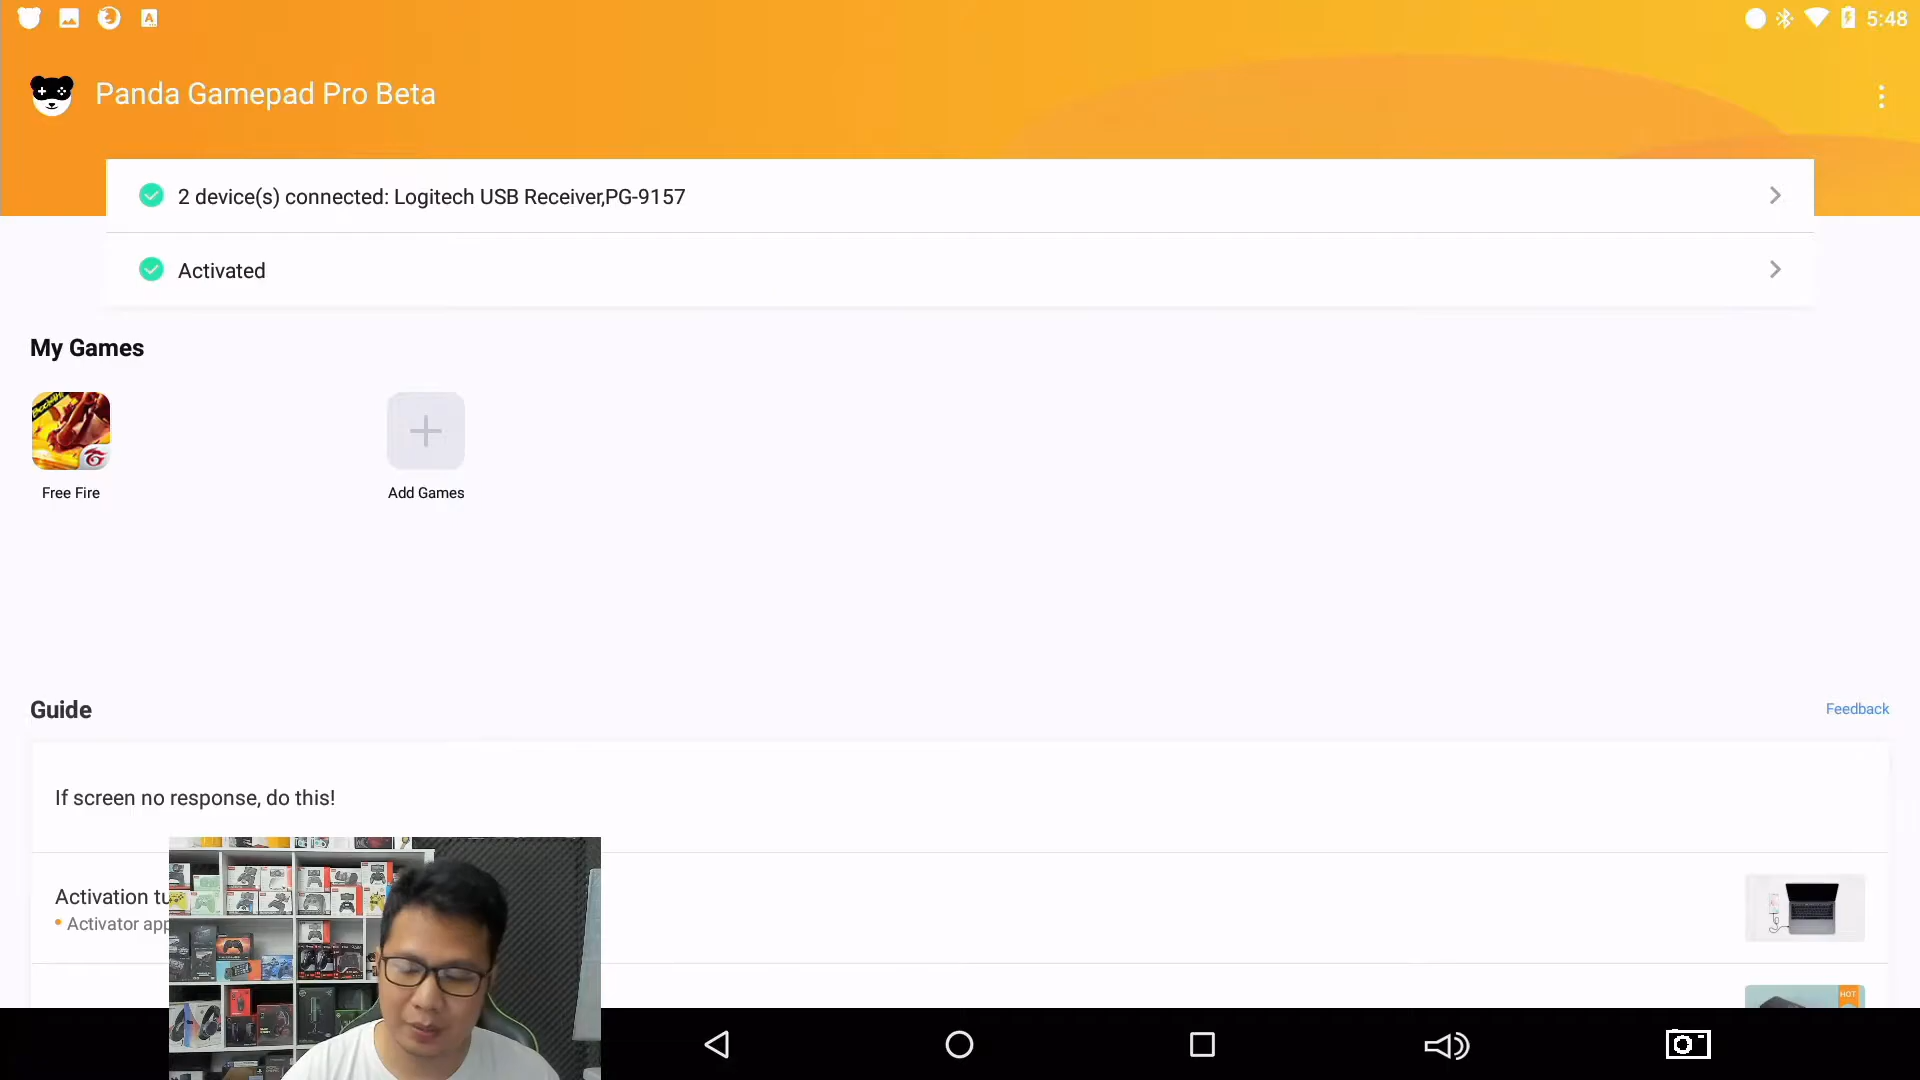 5:48
Panda Gamepad Pro Beta
2 device(s) connected: Logitech USB Receiver,PG-9157
Activated
My Games
Free Fire
Add Games
Guide
Feedback
If screen no response, do this!
Activation tu
• Activator app
HOT